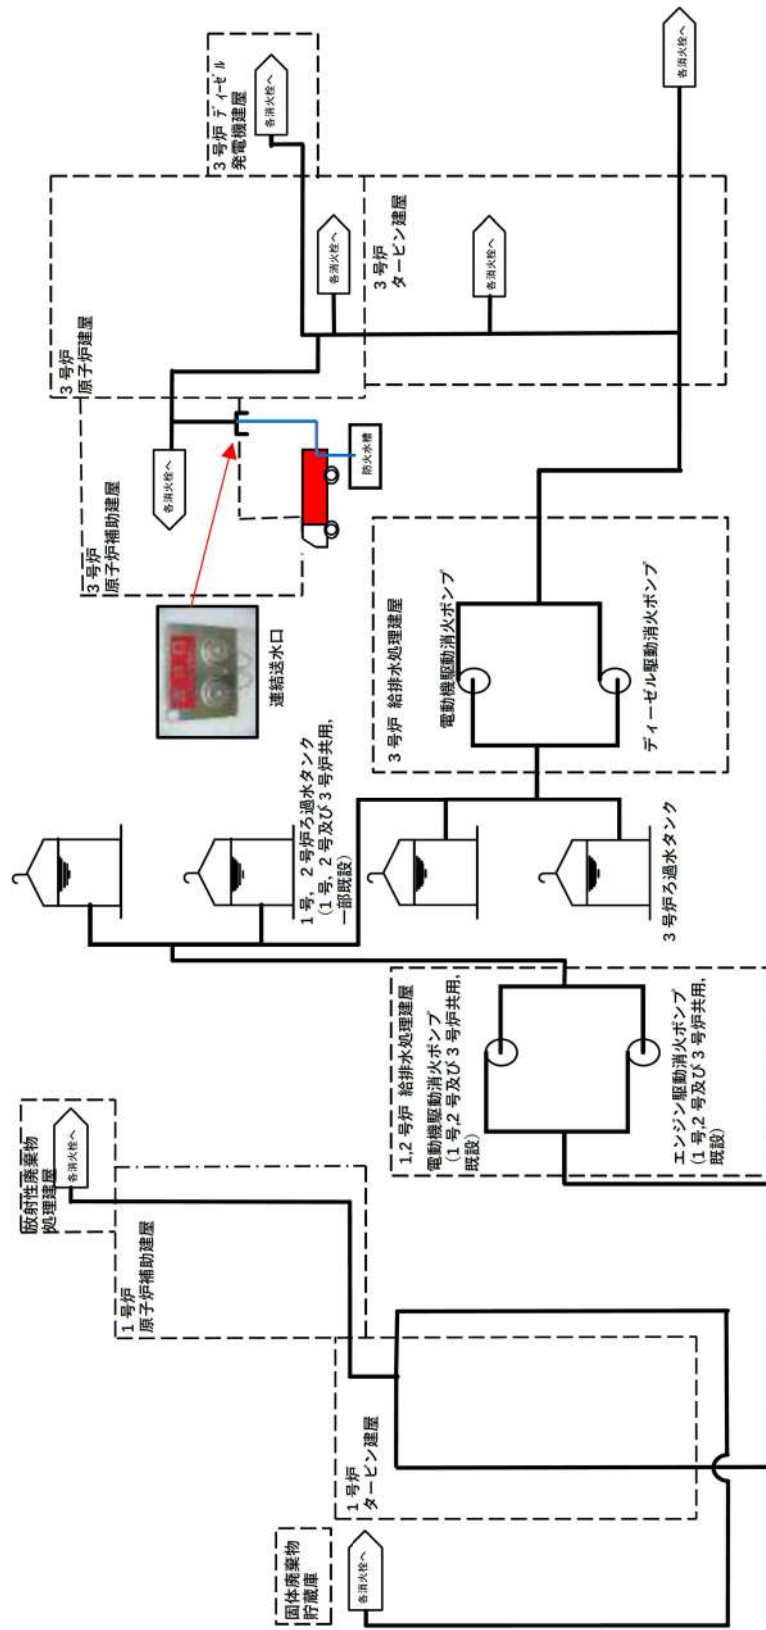 固体廃棄物
貯蔵庫
各消火栓へ
1号炉
タービン建屋
1号炉
原子炉補助建屋
放射性廃棄物
処理建屋
各消火栓へ
1,2号炉 給排水処理建屋
電動機駆動消火ポンプ
(1号,2号及び3号炉共用,
既設)
エンジン駆動消火ポンプ
(1号,2号及び3号炉共用,
既設)
1号, 2号炉ろ過水タンク
(1号, 2号及び3号炉共用,
一部既設)
3号炉ろ過水タンク
連結送水口
3号炉 給排水処理建屋
電動機駆動消火ポンプ
ディーゼル駆動消火ポンプ
3号炉
原子炉補助建屋
各消火栓へ
防火水槽
3号炉
原子炉建屋
各消火栓へ
3号炉
タービン建屋
各消火栓へ
3号炉 ディーゼル
発電機建屋
各消火栓へ
各消火栓へ